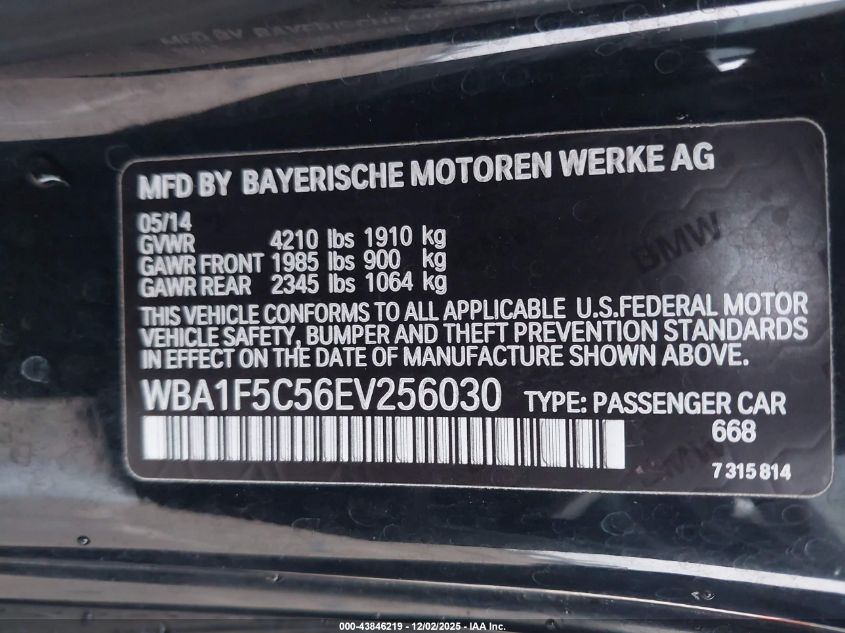 MFD BY BAYERISCHE MOTOREN WERKE AG
05/14
GVWR 4210 lbs 1910 kg
GAWR FRONT 1985 lbs 900 kg
GAWR REAR 2345 lbs 1064 kg
THIS VEHICLE CONFORMS TO ALL APPLICABLE U.S.FEDERAL MOTOR
VEHICLE SAFETY, BUMPER AND THEFT PREVENTION STANDARDS
IN EFFECT ON THE DATE OF MANUFACTURE SHOWN ABOVE.
WBA1F5C56EV256030 TYPE: PASSENGER CAR
668
7315814
BMW
BMW
000-43846219 - 12/02/2025 - IAA Inc.